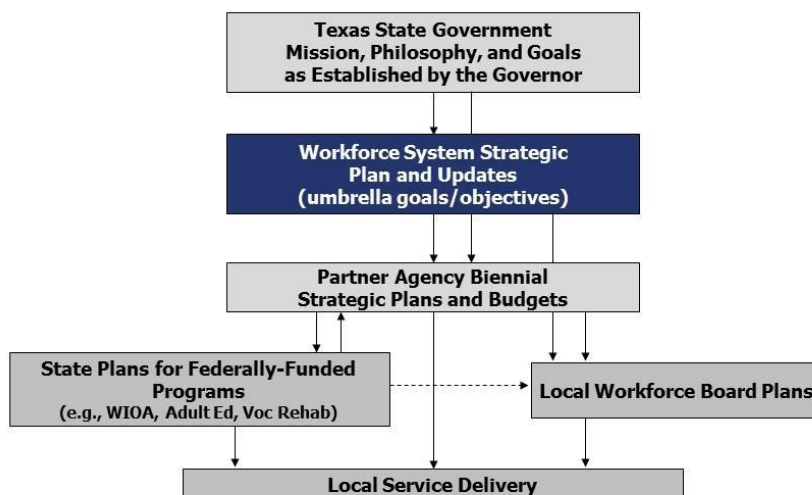 Texas State Government
Mission, Philosophy, and Goals
as Established by the Governor
Workforce System Strategic
Plan and Updates
(umbrella goals/objectives)
Partner Agency Biennial
Strategic Plans and Budgets
State Plans for Federally-Funded
Programs
(e.g., WIOA, Adult Ed, Voc Rehab)
Local Workforce Board Plans
Local Service Delivery